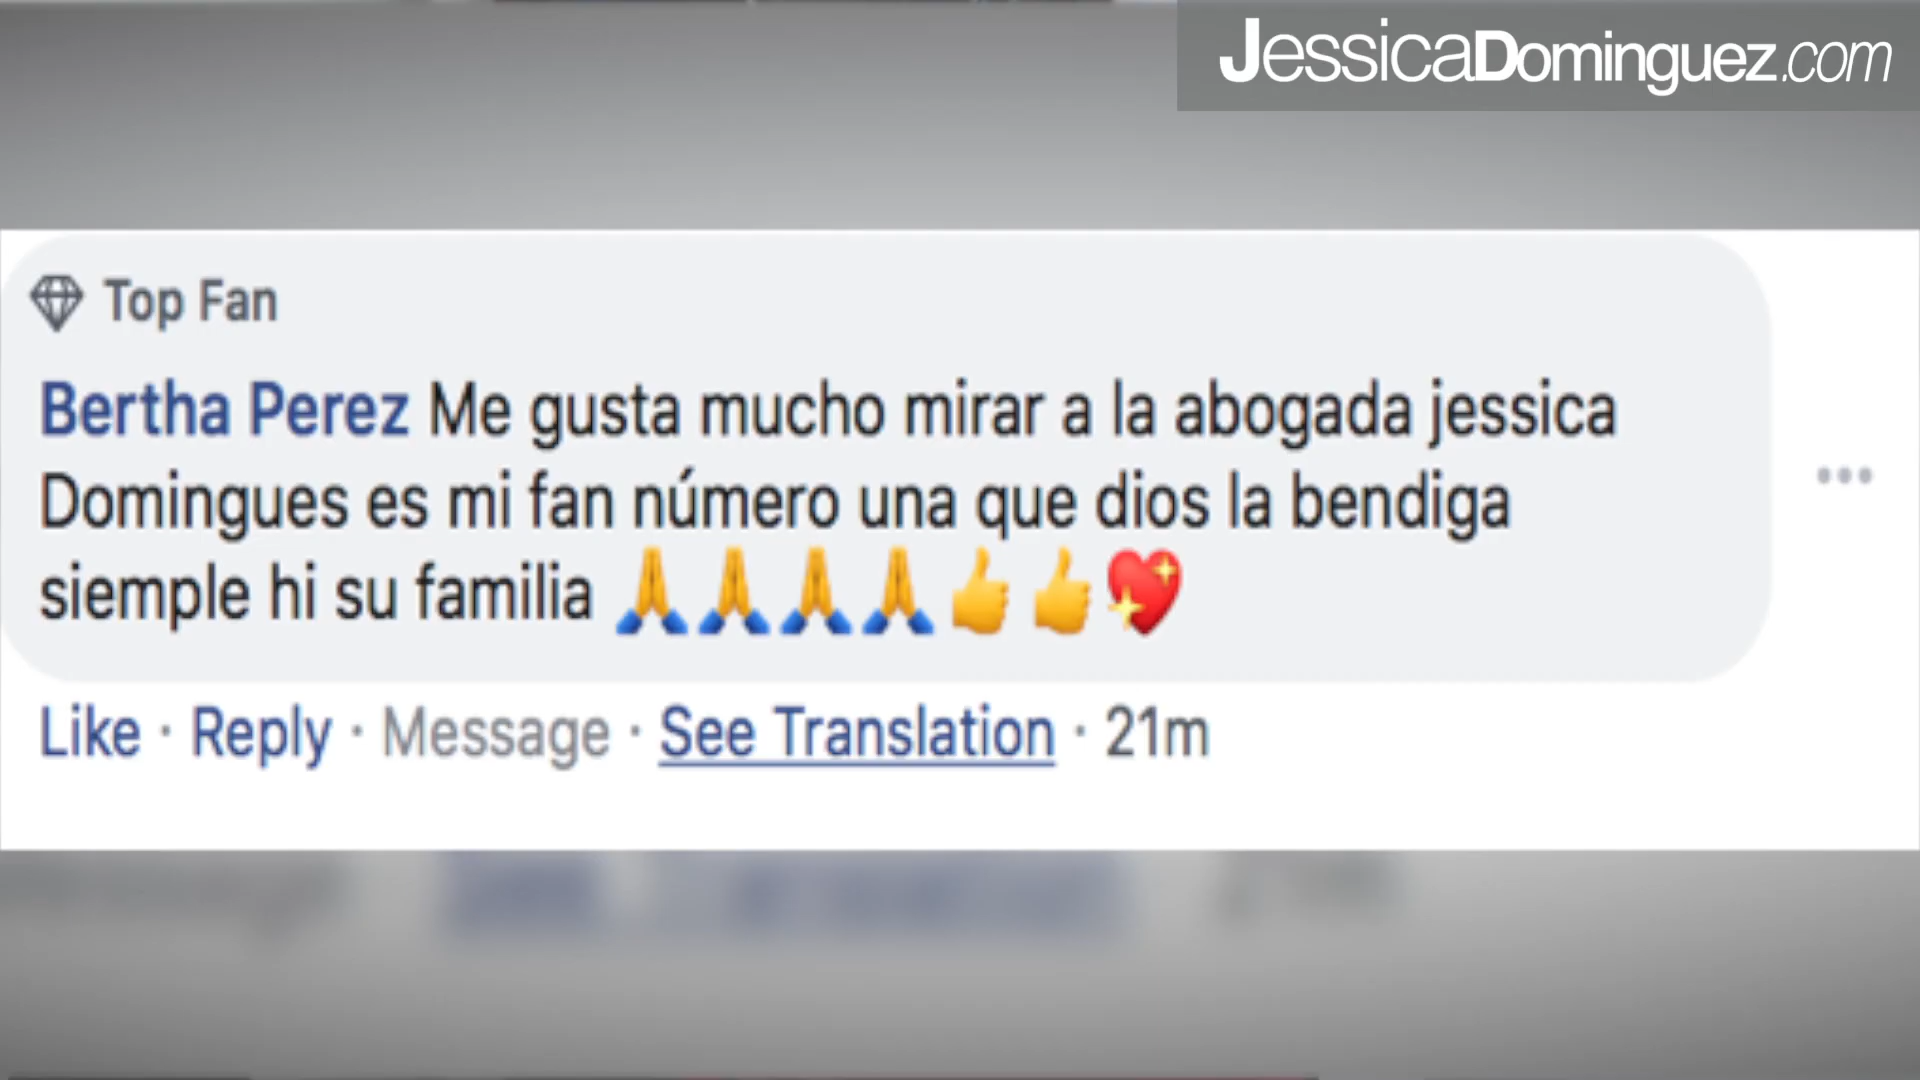 JessicaDominguez.com
Top Fan
Bertha Perez Me gusta mucho mirar a la abogada jessica
Domingues es mi fan número una que dios la bendiga
siemple hi su familia 🙏🙏🙏🙏👍👍💖
Like · Reply · Message · See Translation · 21m